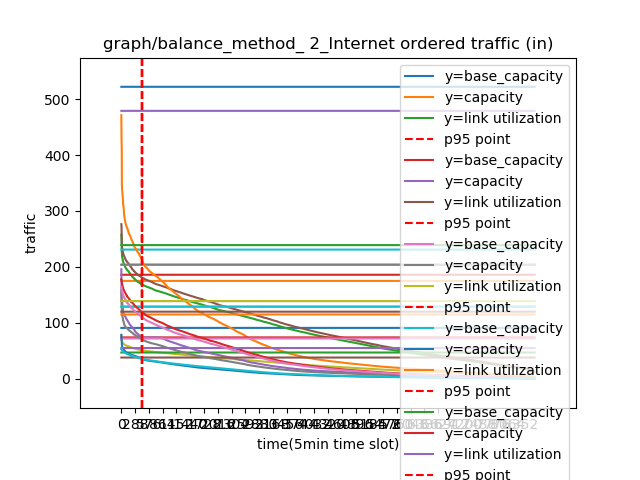 graph/balance_method_ 2_Internet ordered traffic (in)
traffic
500
400
300
200
100
0
time(5min time slot)
y=base_capacity
y=capacity
y=link utilization
p95 point
y=base_capacity
y=capacity
y=link utilization
p95 point
y=base_capacity
y=capacity
y=link utilization
p95 point
y=base_capacity
y=capacity
y=link utilization
p95 point
y=base_capacity
y=capacity
y=link utilization
p95 point